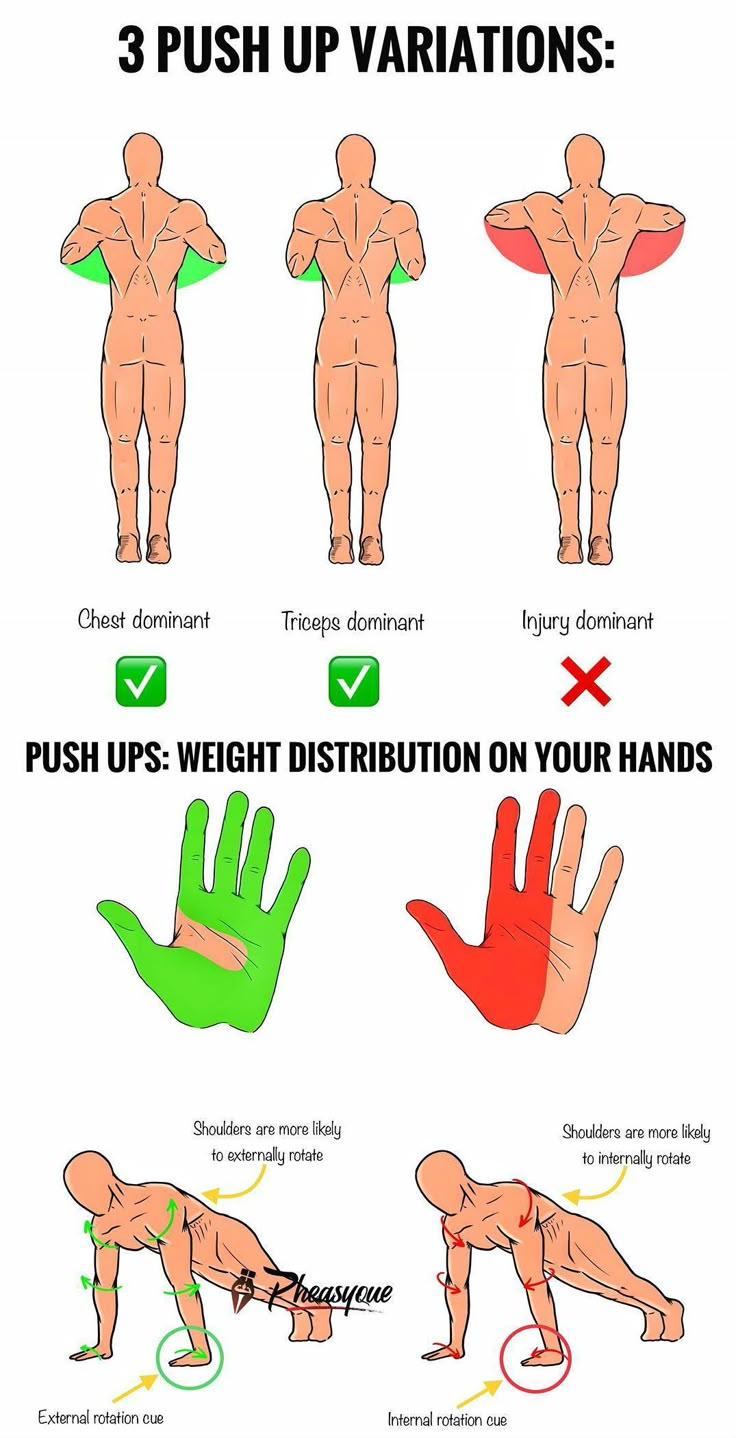 3 PUSH UP VARIATIONS:
Chest dominant
Triceps dominant
Injury dominant
PUSH UPS: WEIGHT DISTRIBUTION ON YOUR HANDS
Shoulders are more likely
to externally rotate
Shoulders are more likely
to internally rotate
Pheasyque
External rotation cue
Internal rotation cue